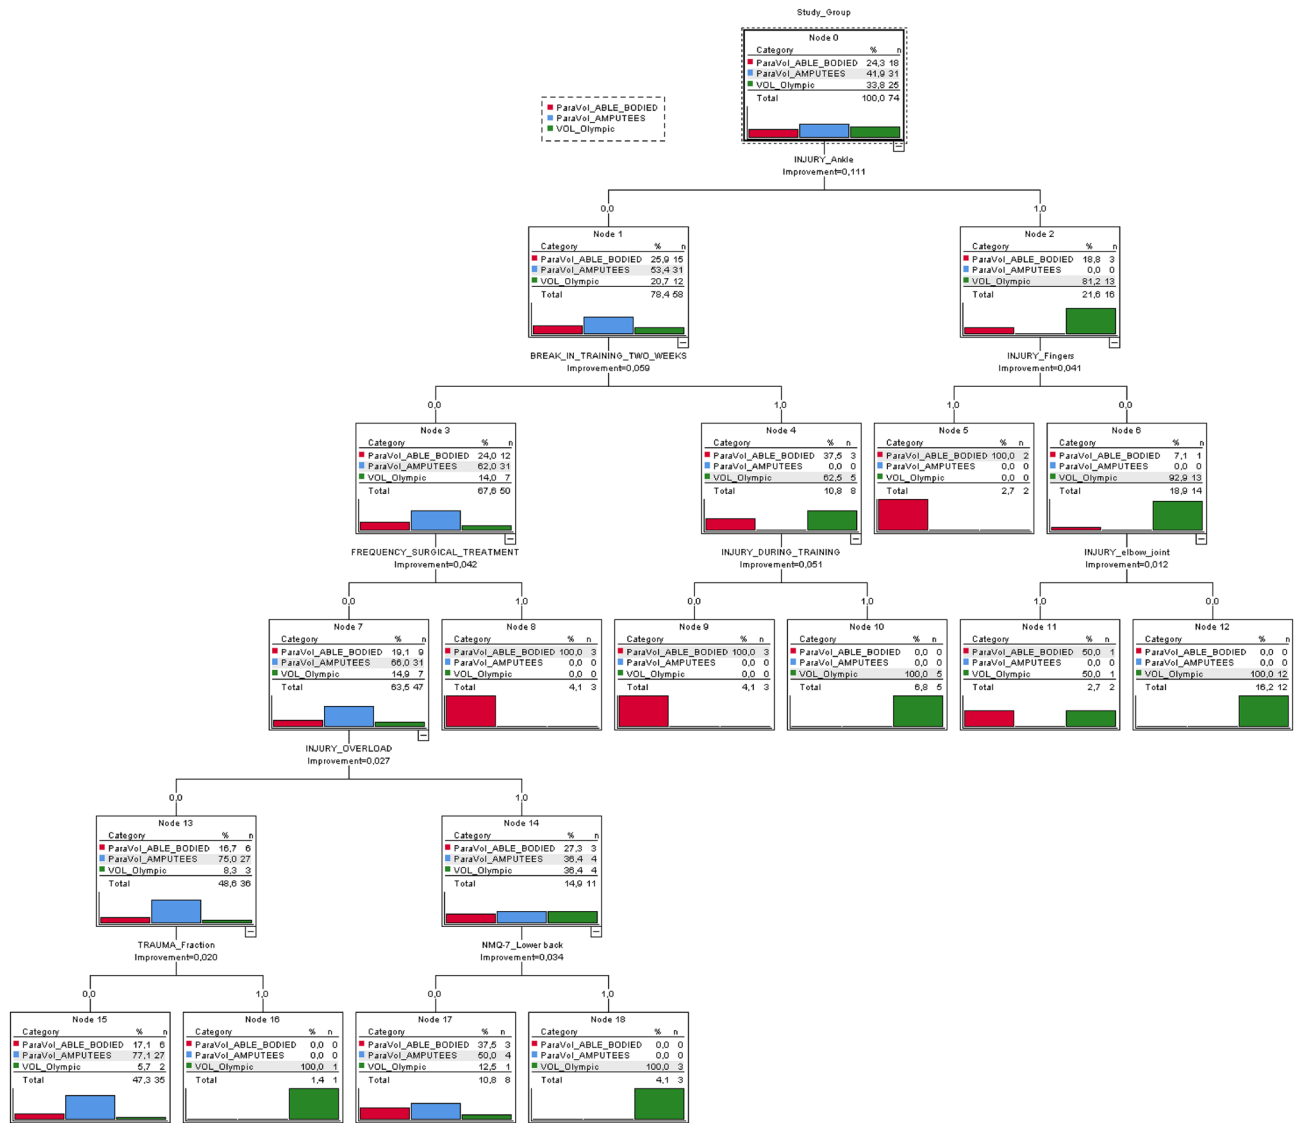 Study_Group
Node 0
Category % n
ParaVol_ABLE_BODIED 24,3 18
ParaVol_AMPUTEES 41,9 31
VOL_Olympic 33,8 25
Total 100,0 74
ParaVol_ABLE_BODIED
ParaVol_AMPUTEES
VOL_Olympic
INJURY_Ankle
Improvement=0,111
0,0
1,0
Node 1
Category % n
ParaVol_ABLE_BODIED 25,9 15
ParaVol_AMPUTEES 53,4 31
VOL_Olympic 20,7 12
Total 78,4 58
Node 2
Category % n
ParaVol_ABLE_BODIED 18,8 3
ParaVol_AMPUTEES 0,0 0
VOL_Olympic 81,2 13
Total 21,6 16
BREAK_IN_TRAINING_TWO_WEEKS
Improvement=0,059
INJURY_Fingers
Improvement=0,041
0,0
1,0
1,0
0,0
Node 3
Category % n
ParaVol_ABLE_BODIED 24,0 12
ParaVol_AMPUTEES 62,0 31
VOL_Olympic 14,0 7
Total 67,6 50
Node 4
Category % n
ParaVol_ABLE_BODIED 37,5 3
ParaVol_AMPUTEES 0,0 0
VOL_Olympic 62,5 5
Total 10,8 8
Node 5
Category % n
ParaVol_ABLE_BODIED 100,0 2
ParaVol_AMPUTEES 0,0 0
VOL_Olympic 0,0 0
Total 2,7 2
Node 6
Category % n
ParaVol_ABLE_BODIED 7,1 1
ParaVol_AMPUTEES 0,0 0
VOL_Olympic 92,9 13
Total 18,9 14
FREQUENCY_SURGICAL_TREATMENT
Improvement=0,042
INJURY_DURING_TRAINING
Improvement=0,051
INJURY_elbow_joint
Improvement=0,012
0,0
1,0
0,0
1,0
1,0
0,0
Node 7
Category % n
ParaVol_ABLE_BODIED 19,1 9
ParaVol_AMPUTEES 66,0 31
VOL_Olympic 14,9 7
Total 63,5 47
Node 8
Category % n
ParaVol_ABLE_BODIED 100,0 3
ParaVol_AMPUTEES 0,0 0
VOL_Olympic 0,0 0
Total 4,1 3
Node 9
Category % n
ParaVol_ABLE_BODIED 100,0 3
ParaVol_AMPUTEES 0,0 0
VOL_Olympic 0,0 0
Total 4,1 3
Node 10
Category % n
ParaVol_ABLE_BODIED 0,0 0
ParaVol_AMPUTEES 0,0 0
VOL_Olympic 100,0 5
Total 6,8 5
Node 11
Category % n
ParaVol_ABLE_BODIED 50,0 1
ParaVol_AMPUTEES 0,0 0
VOL_Olympic 50,0 1
Total 2,7 2
Node 12
Category % n
ParaVol_ABLE_BODIED 0,0 0
ParaVol_AMPUTEES 0,0 0
VOL_Olympic 100,0 12
Total 16,2 12
INJURY_OVERLOAD
Improvement=0,027
0,0
1,0
Node 13
Category % n
ParaVol_ABLE_BODIED 16,7 6
ParaVol_AMPUTEES 75,0 27
VOL_Olympic 8,3 3
Total 48,6 36
Node 14
Category % n
ParaVol_ABLE_BODIED 27,3 3
ParaVol_AMPUTEES 36,4 4
VOL_Olympic 36,4 4
Total 14,9 11
TRAUMA_Fraction
Improvement=0,020
NMQ-7_Lower back
Improvement=0,034
0,0
1,0
0,0
1,0
Node 15
Category % n
ParaVol_ABLE_BODIED 17,1 6
ParaVol_AMPUTEES 77,1 27
VOL_Olympic 5,7 2
Total 47,3 35
Node 16
Category % n
ParaVol_ABLE_BODIED 0,0 0
ParaVol_AMPUTEES 0,0 0
VOL_Olympic 100,0 1
Total 1,4 1
Node 17
Category % n
ParaVol_ABLE_BODIED 37,5 3
ParaVol_AMPUTEES 50,0 4
VOL_Olympic 12,5 1
Total 10,8 8
Node 18
Category % n
ParaVol_ABLE_BODIED 0,0 0
ParaVol_AMPUTEES 0,0 0
VOL_Olympic 100,0 3
Total 4,1 3